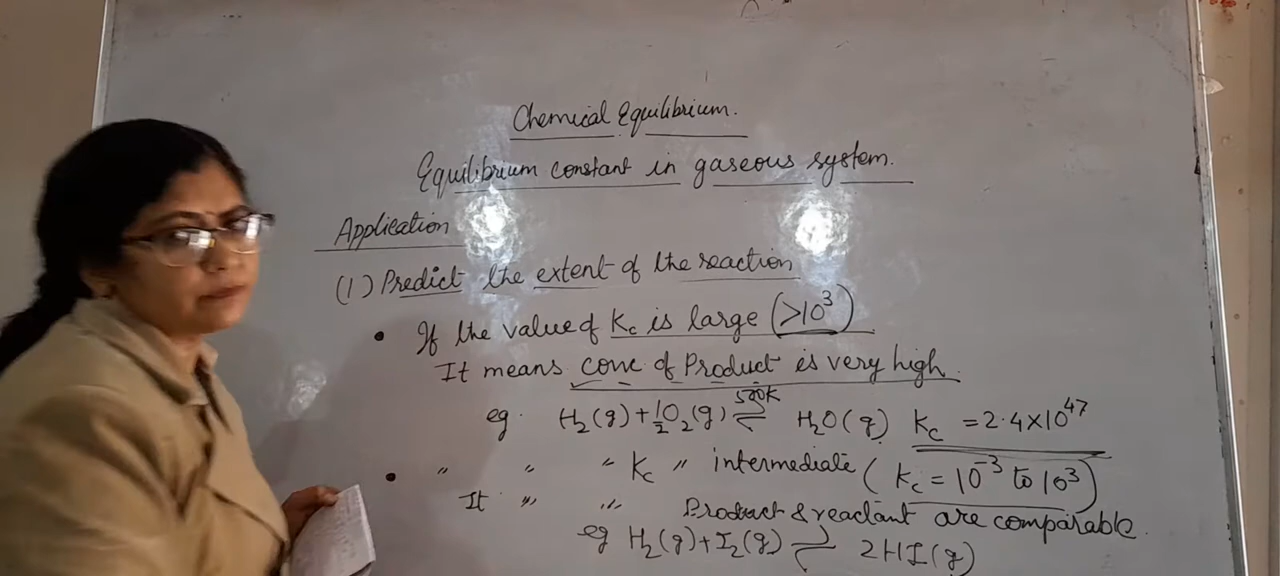 Chemical Equilibrium.
Equilibrium constant in gaseous system.
Application
(1) Predict the extent of the reaction
• If the value of Kc is large (>10³)
It means conc of Product is very high.
eg. H₂(g) + ½O₂(g) ⇌ 500K H₂O(g) Kc = 2.4×10⁴⁷
• " " " Kc " intermediate (Kc = 10⁻³ to 10³)
It " " Product & reactant are comparable.
eg H₂(g) + I₂(g) ⇌ 2HI(g)